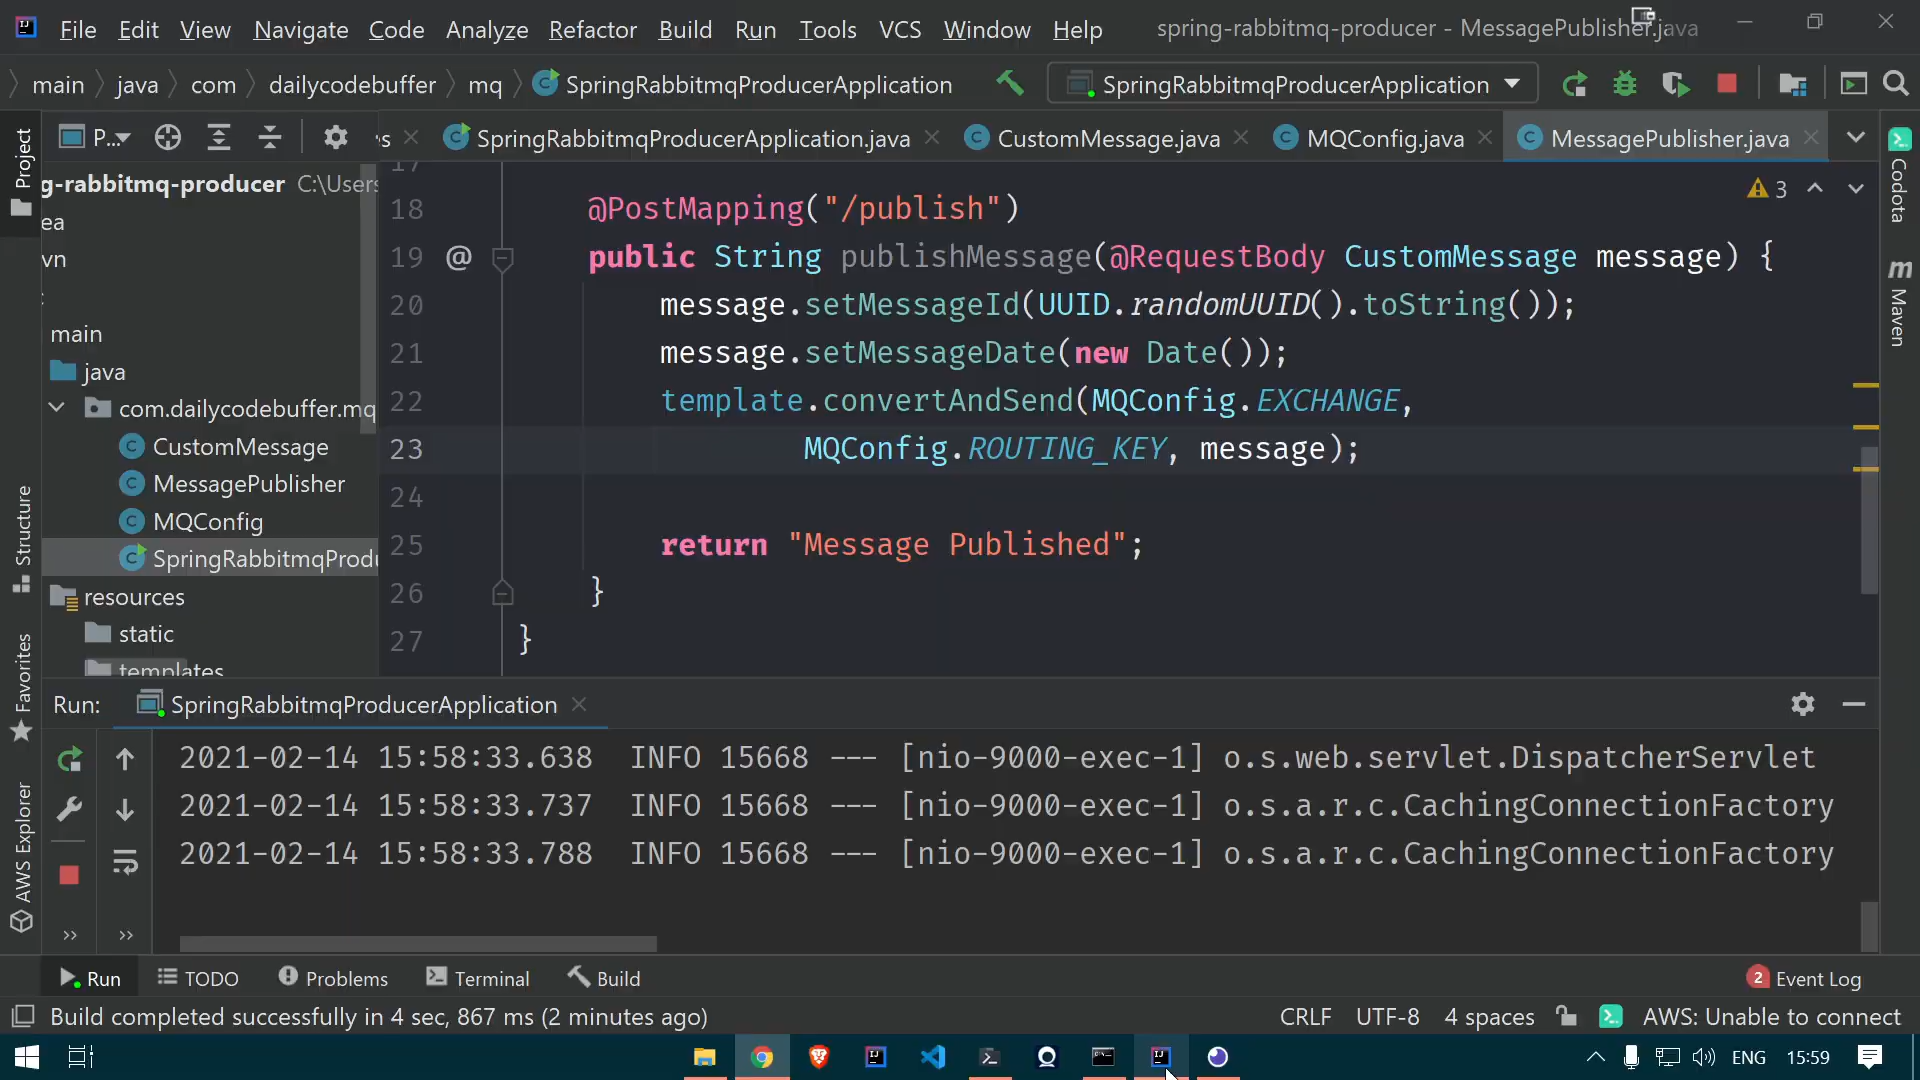 File Edit View Navigate Code Analyze Refactor Build Run Tools VCS Window Help spring-rabbitmq-producer - MessagePublisher.java
main java com dailycodebuffer mq SpringRabbitmqProducerApplication SpringRabbitmqProducerApplication
P... s SpringRabbitmqProducerApplication.java CustomMessage.java MQConfig.java MessagePublisher.java
Project
g-rabbitmq-producer C:\Users
ea
vn
main
java
com.dailycodebuffer.mq
CustomMessage
MessagePublisher
MQConfig
SpringRabbitmqProdu
resources
static
templates
Structure
Favorites
AWS Explorer
17
3
18 @PostMapping("/publish")
19 @ public String publishMessage(@RequestBody CustomMessage message) {
20 message.setMessageId(UUID.randomUUID().toString());
21 message.setMessageDate(new Date());
22 template.convertAndSend(MQConfig.EXCHANGE,
23 MQConfig.ROUTING_KEY, message);
24
25 return "Message Published";
26 }
27 }
Codota
m Maven
Run: SpringRabbitmqProducerApplication
2021-02-14 15:58:33.638 INFO 15668 --- [nio-9000-exec-1] o.s.web.servlet.DispatcherServlet
2021-02-14 15:58:33.737 INFO 15668 --- [nio-9000-exec-1] o.s.a.r.c.CachingConnectionFactory
2021-02-14 15:58:33.788 INFO 15668 --- [nio-9000-exec-1] o.s.a.r.c.CachingConnectionFactory
Run TODO Problems Terminal Build 2 Event Log
Build completed successfully in 4 sec, 867 ms (2 minutes ago) CRLF UTF-8 4 spaces AWS: Unable to connect
ENG 15:59